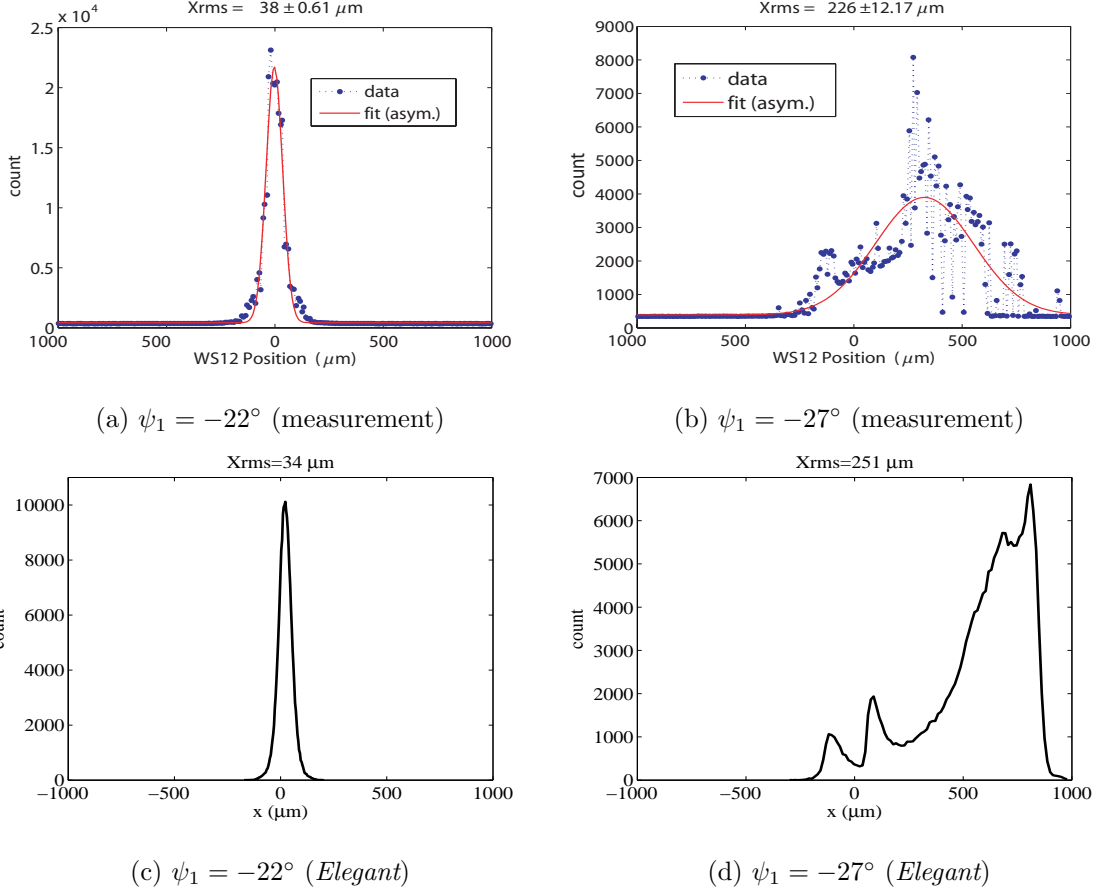 Xrms = 38 ± 0.61 μm
x 10⁴
2.5
2
1.5
1
0.5
0
count
data
fit (asym.)
1000 500 0 500 1000
WS12 Position (μm)
(a) ψ₁ = −22° (measurement)
Xrms = 226 ±12.17 μm
9000
8000
7000
6000
5000
4000
3000
2000
1000
0
count
data
fit (asym.)
1000 500 0 500 1000
WS12 Position (μm)
(b) ψ₁ = −27° (measurement)
Xrms=34 μm
10000
8000
6000
4000
2000
0
count
−1000 −500 0 500 1000
x (μm)
(c) ψ₁ = −22° (Elegant)
Xrms=251 μm
7000
6000
5000
4000
3000
2000
1000
0
count
−1000 −500 0 500 1000
x (μm)
(d) ψ₁ = −27° (Elegant)